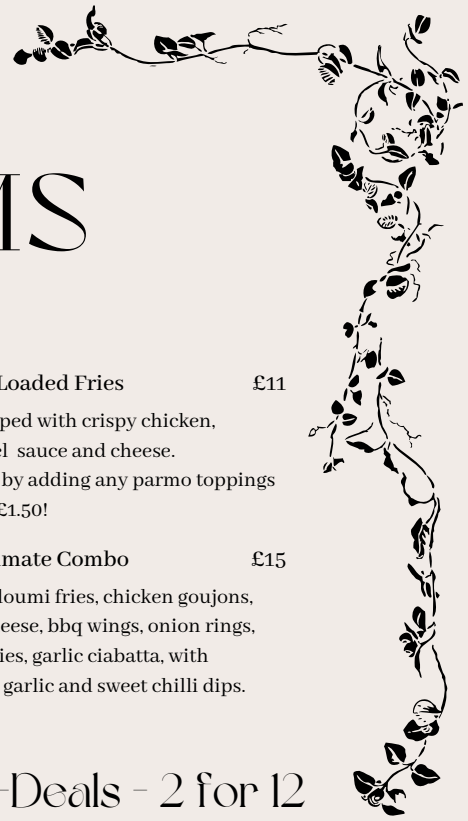 MS
Loaded Fries £11
ped with crispy chicken,
el sauce and cheese.
by adding any parmo toppings
£1.50!
imate Combo £15
loumi fries, chicken goujons,
eese, bbq wings, onion rings,
ies, garlic ciabatta, with
garlic and sweet chilli dips.
-Deals - 2 for 12